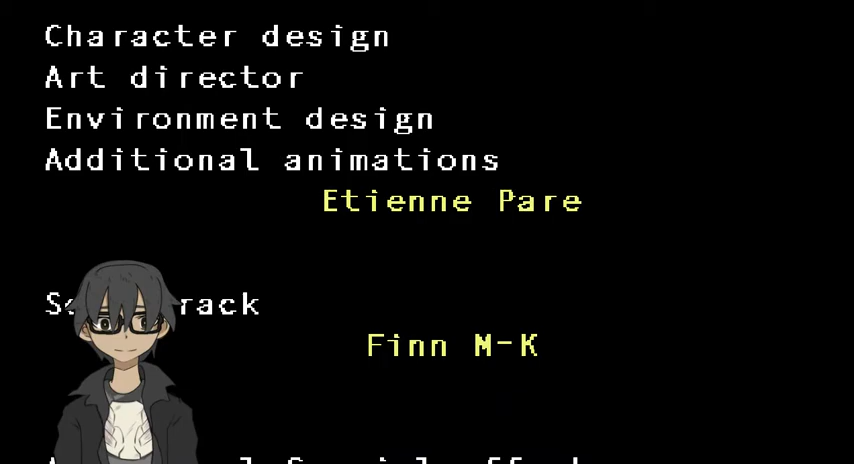 Character design
Art director
Environment design
Additional animations
Etienne Pare
Finn M-K